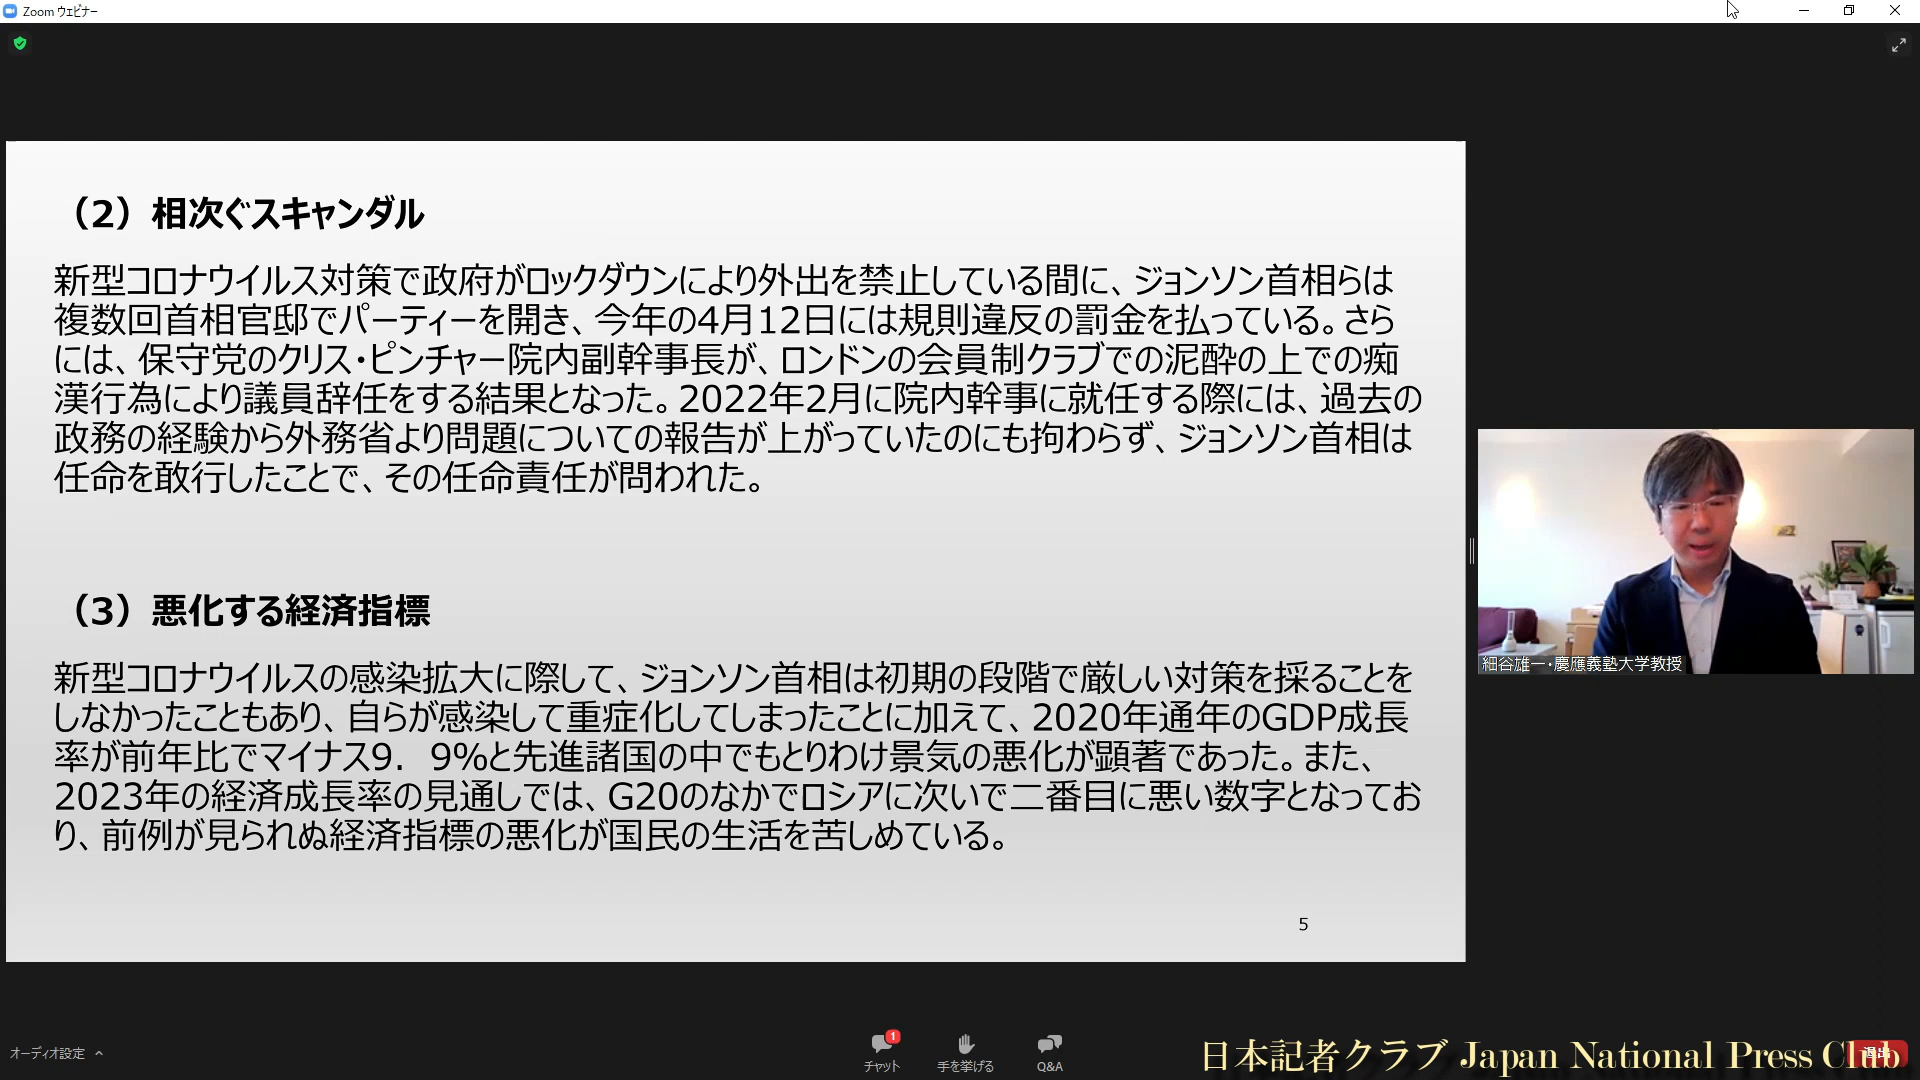 Zoom ウェビナー
（2）相次ぐスキャンダル
新型コロナウイルス対策で政府がロックダウンにより外出を禁止している間に、ジョンソン首相らは
複数回首相官邸でパーティーを開き、今年の4月12日には規則違反の罰金を払っている。さら
には、保守党のクリス・ピンチャー院内副幹事長が、ロンドンの会員制クラブでの泥酔の上での痴
漢行為により議員辞任をする結果となった。2022年2月に院内幹事に就任する際には、過去の
政務の経験から外務省より問題についての報告が上がっていたのにも拘わらず、ジョンソン首相は
任命を敢行したことで、その任命責任が問われた。
（3）悪化する経済指標
新型コロナウイルスの感染拡大に際して、ジョンソン首相は初期の段階で厳しい対策を採ることを
しなかったこともあり、自らが感染して重症化してしまったことに加えて、2020年通年のGDP成長
率が前年比でマイナス9．9%と先進諸国の中でもとりわけ景気の悪化が顕著であった。また、
2023年の経済成長率の見通しでは、G20のなかでロシアに次いで二番目に悪い数字となってお
り、前例が見られぬ経済指標の悪化が国民の生活を苦しめている。
5
細谷雄一・慶應義塾大学教授
オーディオ設定
1
チャット
手を挙げる
Q&A
日本記者クラブ Japan National Press Club
退出